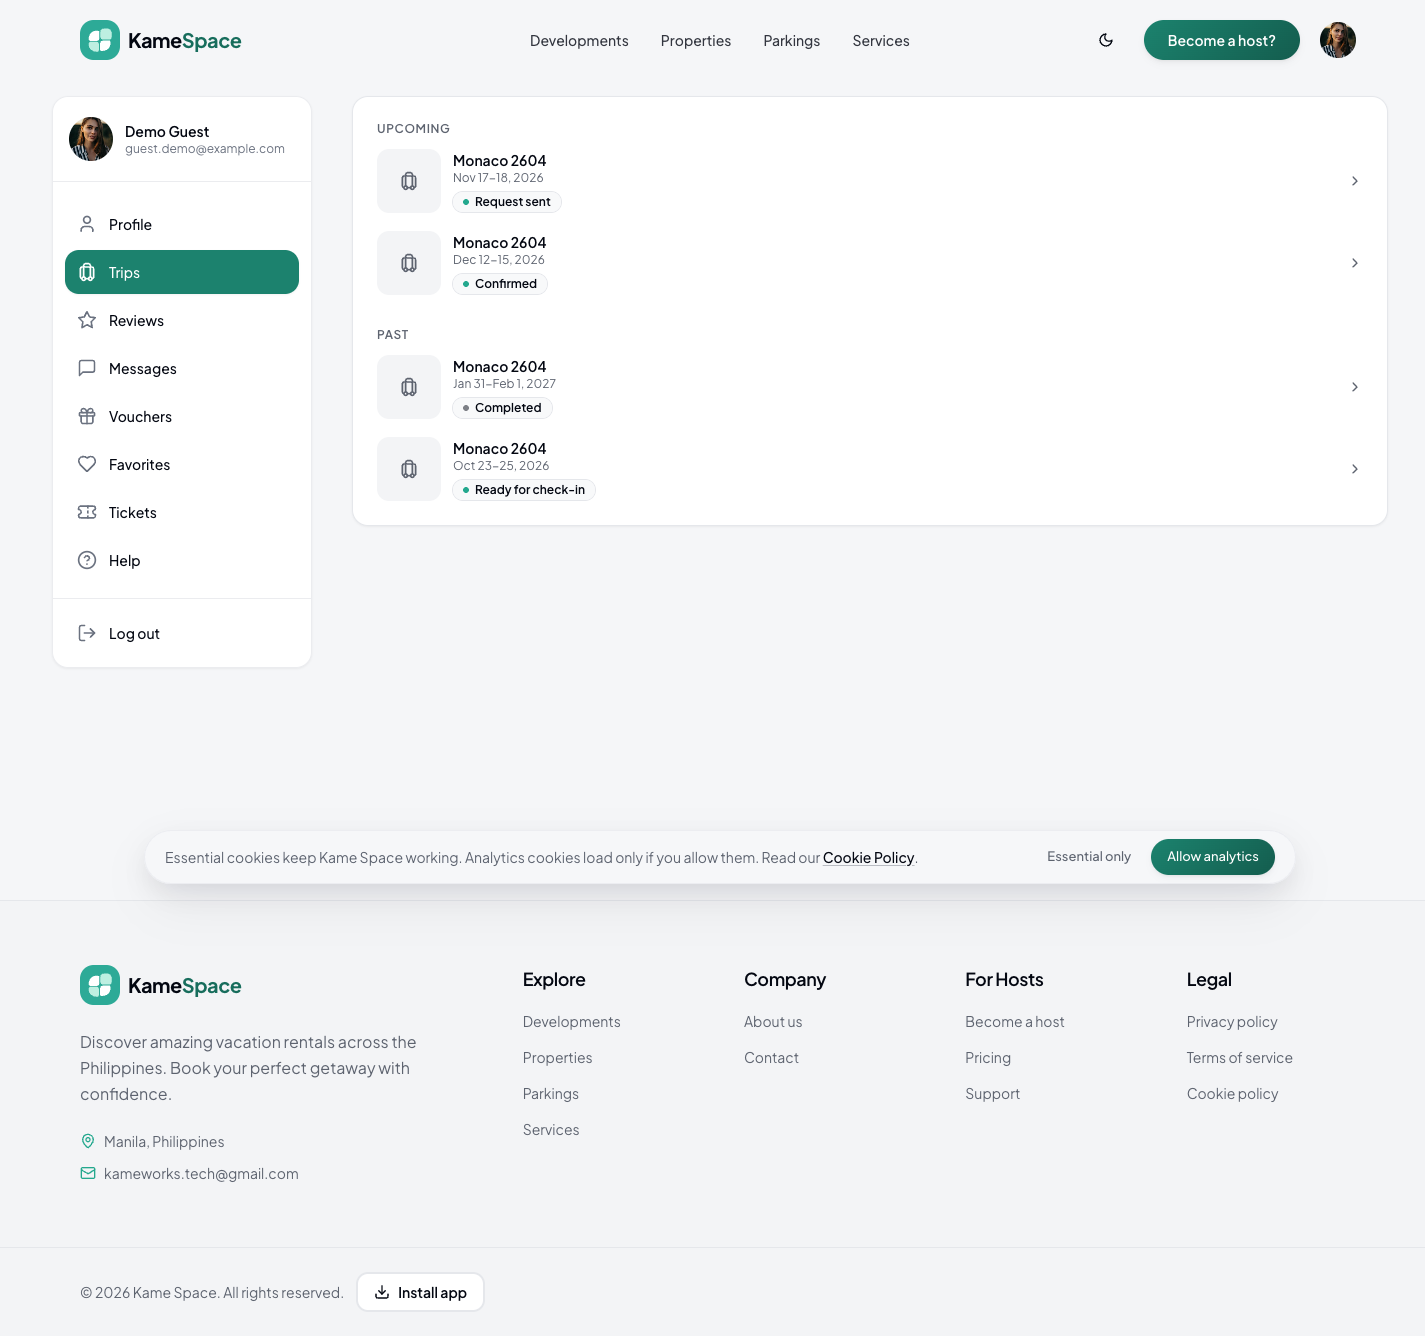 KameSpace
Developments
Properties
Parkings
Services
Become a host?
Demo Guest
guest.demo@example.com
Profile
Trips
Reviews
Messages
Vouchers
Favorites
Tickets
Help
Log out
UPCOMING
Monaco 2604
Nov 17–18, 2026
Request sent
Monaco 2604
Dec 12–15, 2026
Confirmed
PAST
Monaco 2604
Jan 31–Feb 1, 2027
Completed
Monaco 2604
Oct 23–25, 2026
Ready for check-in
Essential cookies keep Kame Space working. Analytics cookies load only if you allow them. Read our Cookie Policy.
Essential only
Allow analytics
KameSpace
Discover amazing vacation rentals across the
Philippines. Book your perfect getaway with
confidence.
Manila, Philippines
kameworks.tech@gmail.com
Explore
Developments
Properties
Parkings
Services
Company
About us
Contact
For Hosts
Become a host
Pricing
Support
Legal
Privacy policy
Terms of service
Cookie policy
© 2026 Kame Space. All rights reserved.
Install app